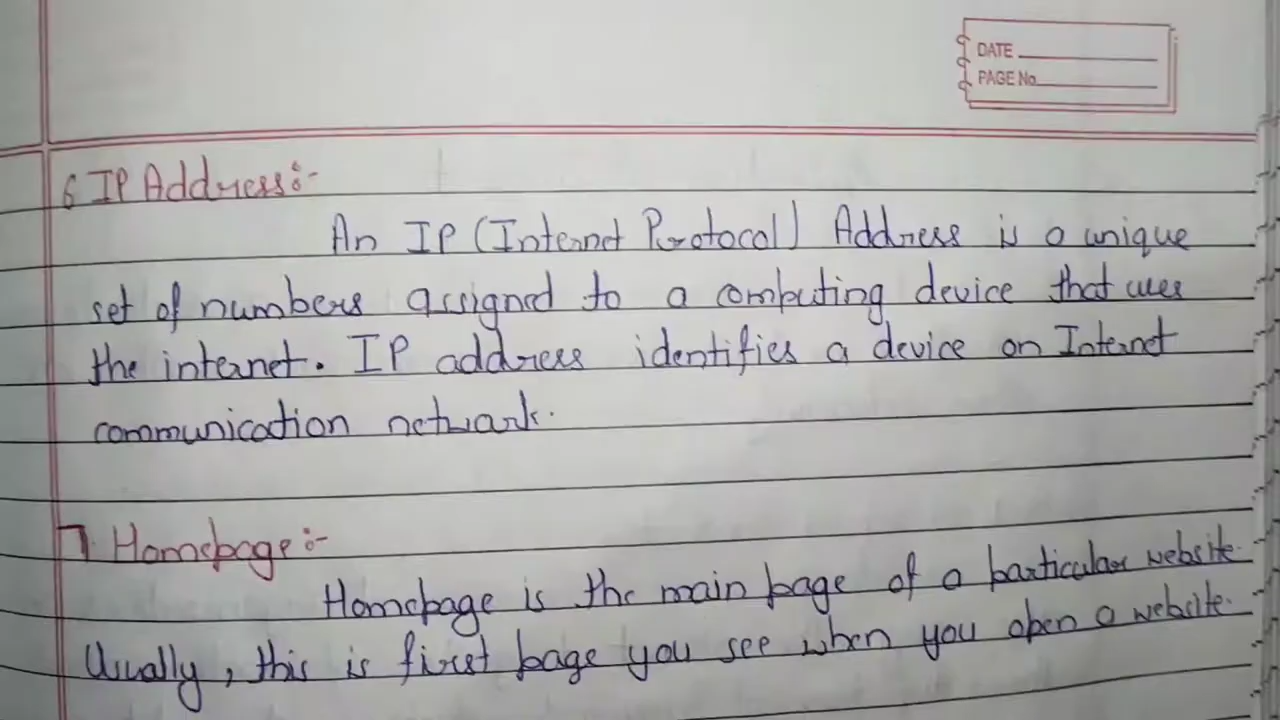 DATE
PAGE No.
6 IP Address:-
An IP (Internet Protocol) Address is a unique
set of numbers assigned to a computing device that uses
the internet. IP address identifies a device on Internet
communication network.
7. Homepage:-
Homepage is the main page of a particular website.
Usually, this is first page you see when you open a website.